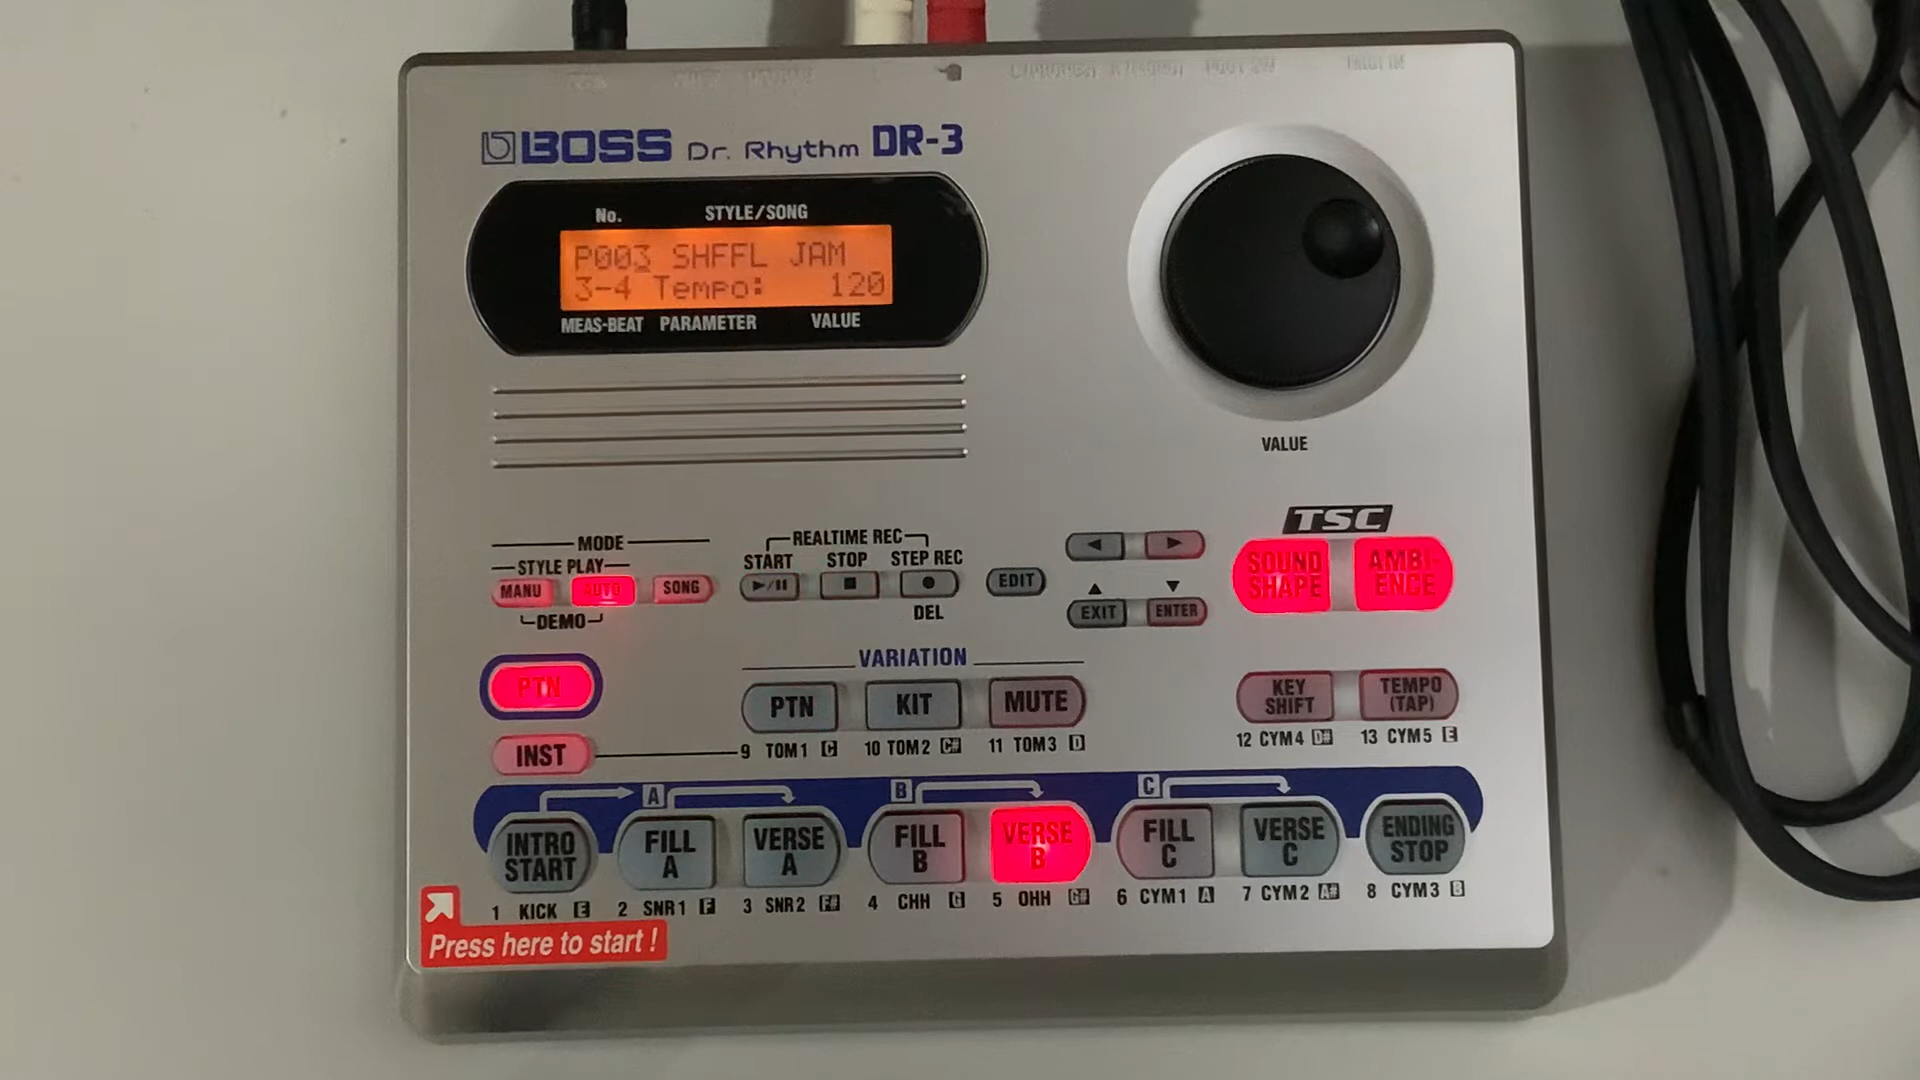 BOSS Dr. Rhythm DR-3
No. STYLE/SONG
P003 SHFFL JAM
3-4 Tempo: 120
MEAS-BEAT PARAMETER VALUE
VALUE
TSC
MODE
STYLE PLAY
MANU AUTO SONG
DEMO
REALTIME REC
START STOP STEP REC
DEL
EDIT
EXIT ENTER
SOUND SHAPE
AMBI-ENCE
PTN
INST
VARIATION
PTN KIT MUTE
9 TOM1 C 10 TOM2 C# 11 TOM3 D
KEY SHIFT
TEMPO (TAP)
12 CYM4 D# 13 CYM5 E
A B C
INTRO START
FILL A
VERSE A
FILL B
VERSE B
FILL C
VERSE C
ENDING STOP
1 KICK E 2 SNR1 F 3 SNR2 F# 4 CHH G 5 OHH G# 6 CYM1 A 7 CYM2 A# 8 CYM3 B
Press here to start!